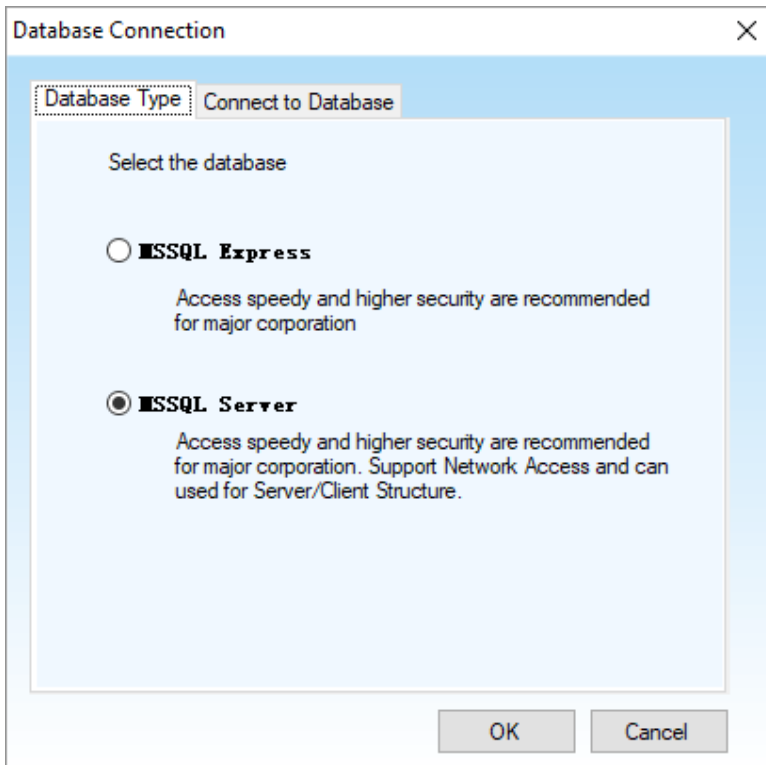 Database Connection
Database Type Connect to Database
Select the database
MSSQL Express
Access speedy and higher security are recommended
for major corporation
MSSQL Server
Access speedy and higher security are recommended
for major corporation. Support Network Access and can
used for Server/Client Structure.
OK Cancel